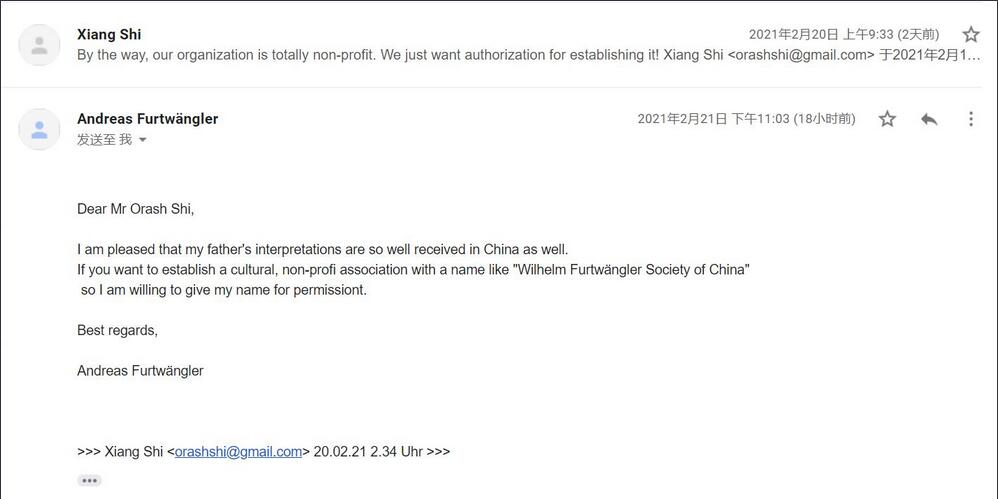 Xiang Shi
2021年2月20日 上午9:33 (2天前)
By the way, our organization is totally non-profit. We just want authorization for establishing it! Xiang Shi <orashshi@gmail.com> 于2021年2月1…
Andreas Furtwängler
2021年2月21日 下午11:03 (18小时前)
发送至 我
Dear Mr Orash Shi,
I am pleased that my father's interpretations are so well received in China as well.
If you want to establish a cultural, non-profi association with a name like "Wilhelm Furtwängler Society of China"
so I am willing to give my name for permissiont.
Best regards,
Andreas Furtwängler
>>> Xiang Shi <orashshi@gmail.com> 20.02.21 2.34 Uhr >>>